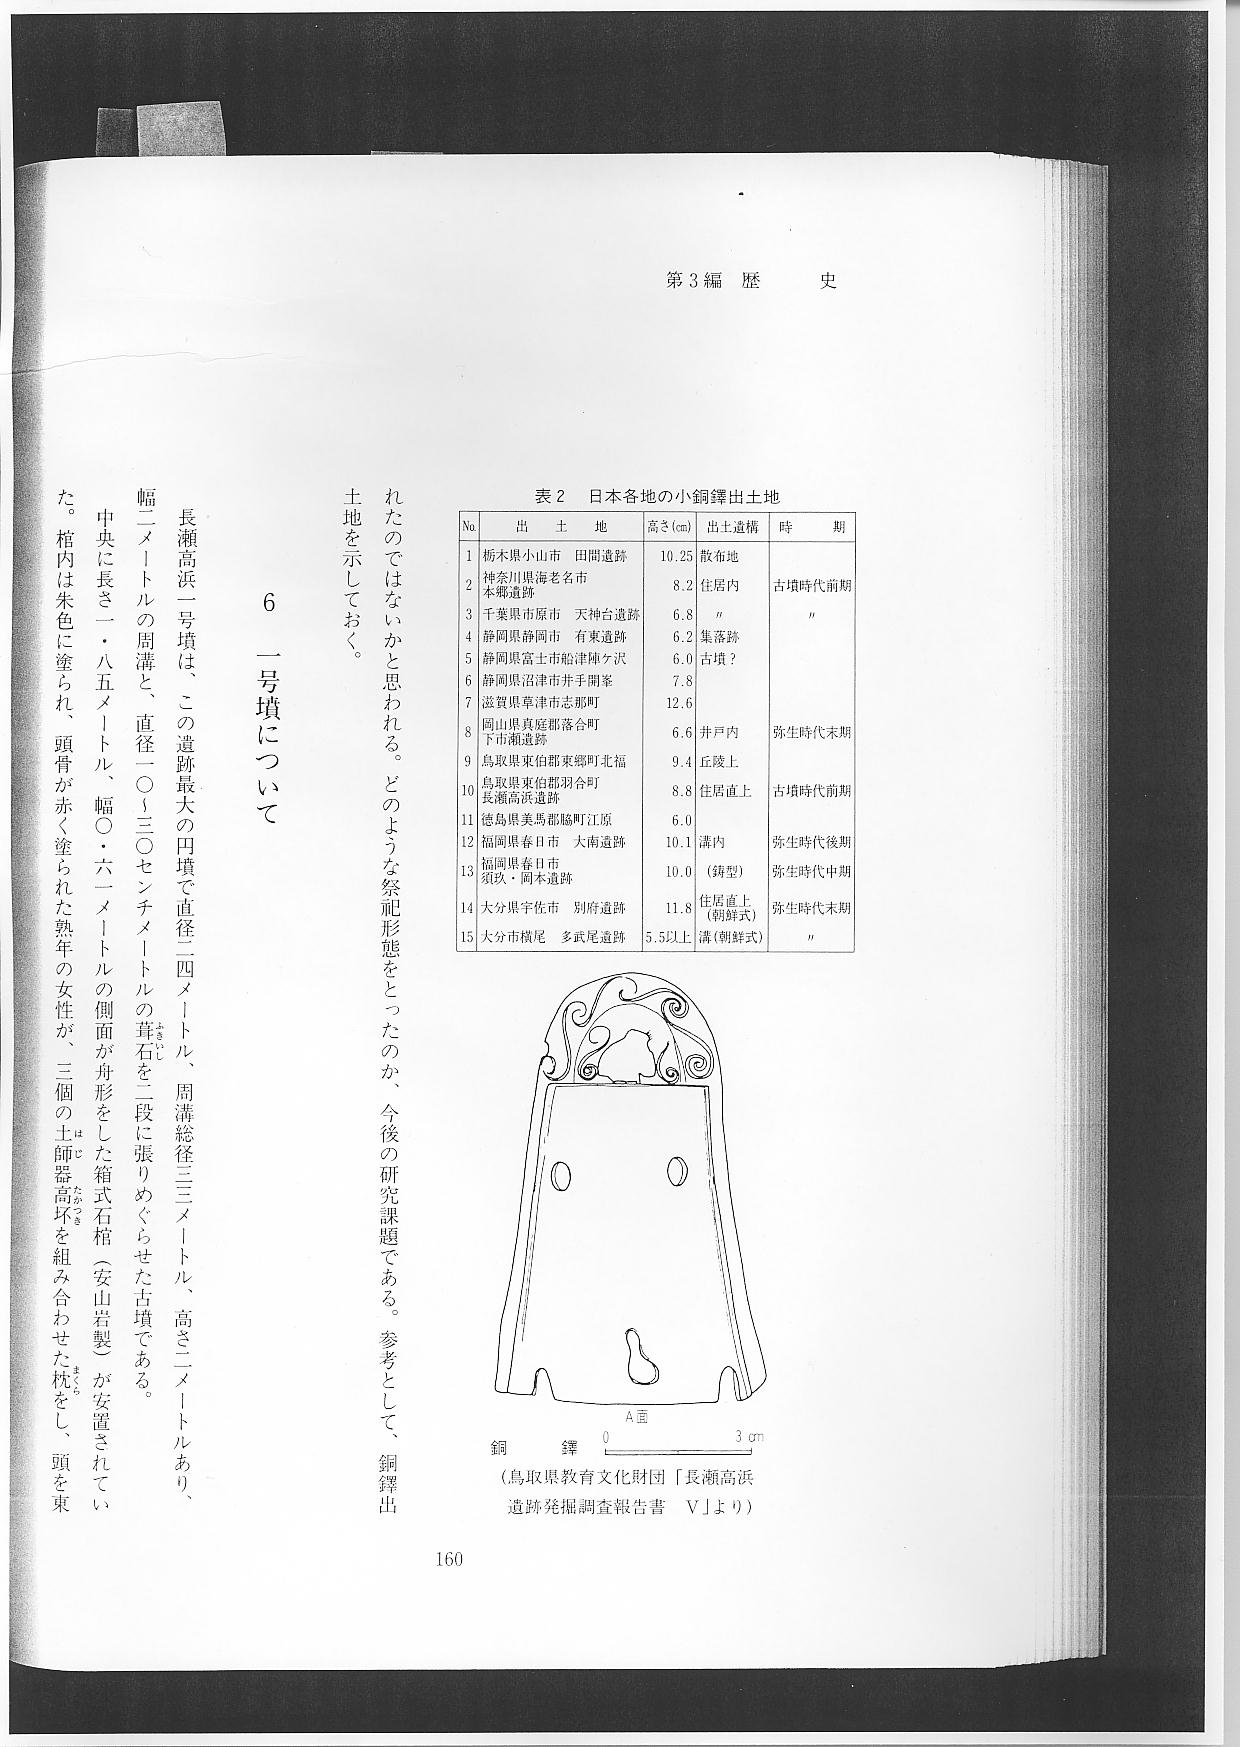 第3編　歴　　史
表2　日本各地の小銅鐸出土地
No.　出　土　地　高さ(cm)　出土遺構　時　期
1　栃木県小山市　田間遺跡　10.25　散布地
2　神奈川県海老名市
本郷遺跡　8.2　住居内　古墳時代前期
3　千葉県市原市　天神台遺跡　6.8　〃　〃
4　静岡県静岡市　有東遺跡　6.2　集落跡
5　静岡県富士市船津陣ケ沢　6.0　古墳？
6　静岡県沼津市井手開峯　7.8
7　滋賀県草津市志那町　12.6
8　岡山県真庭郡落合町
下市瀬遺跡　6.6　井戸内　弥生時代末期
9　鳥取県東伯郡東郷町北福　9.4　丘陵上
10　鳥取県東伯郡羽合町
長瀬高浜遺跡　8.8　住居直上　古墳時代前期
11　徳島県美馬郡脇町江原　6.0
12　福岡県春日市　大南遺跡　10.1　溝内　弥生時代後期
13　福岡県春日市
須玖・岡本遺跡　10.0　（鋳型）　弥生時代中期
14　大分県宇佐市　別府遺跡　11.8　住居直上
（朝鮮式）　弥生時代末期
15　大分市横尾　多武尾遺跡　5.5以上　溝（朝鮮式）　〃
A面
0　3cm
銅　鐸
（鳥取県教育文化財団「長瀬高浜
遺跡発掘調査報告書　Ⅴ」より）
れたのではないかと思われる。どのような祭祀形態をとったのか、今後の研究課題である。参考として、銅鐸出
土地を示しておく。
6　一号墳について
長瀬高浜一号墳は、この遺跡最大の円墳で直径二四メートル、周溝総径三三メートル、高さ二メートルあり、
幅二メートルの周溝と、直径一〇〜三〇センチメートルの葺石（ふきいし）を二段に張りめぐらせた古墳である。
中央に長さ一・八五メートル、幅〇・六一メートルの側面が舟形をした箱式石棺（安山岩製）が安置されてい
た。棺内は朱色に塗られ、頭骨が赤く塗られた熟年の女性が、三個の土師（はじ）器高坏（たかつき）を組み合わせた枕（まくら）をし、頭を東
160